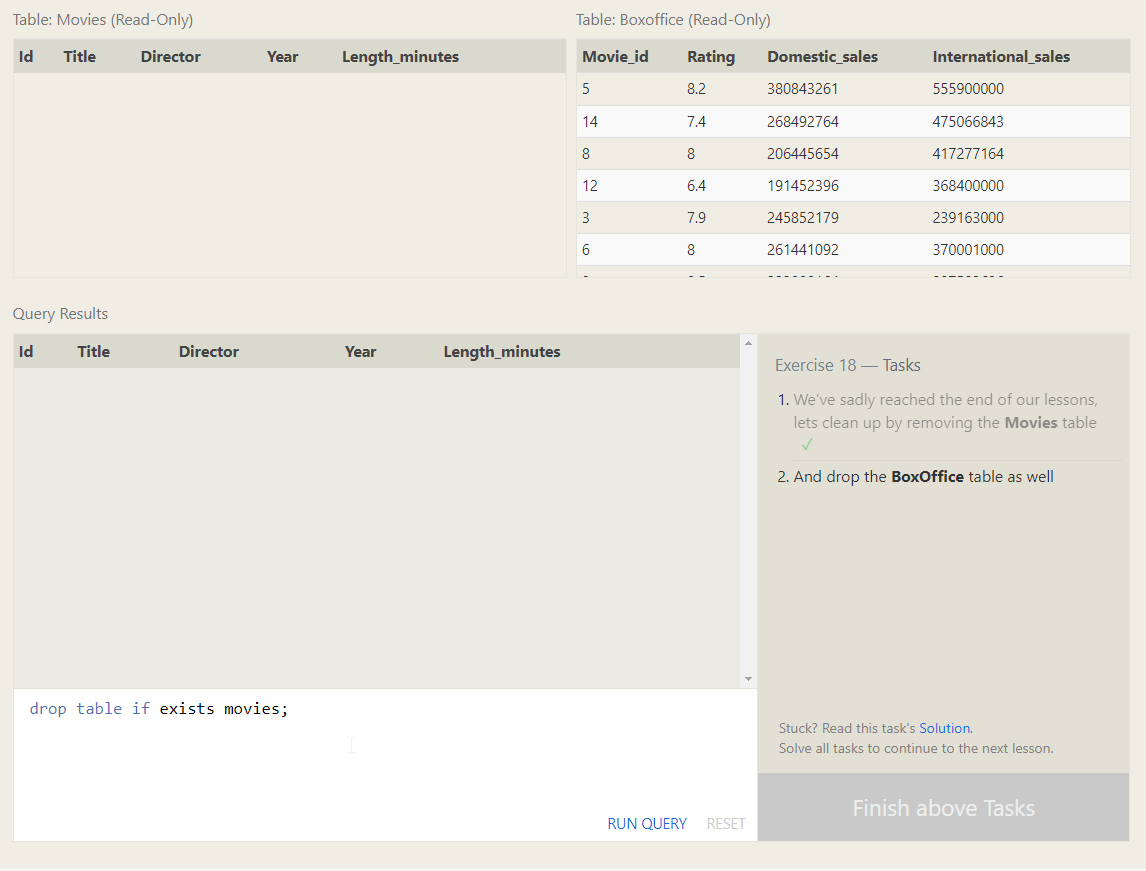 Table: Movies (Read-Only)
Id Title Director Year Length_minutes
Table: Boxoffice (Read-Only)
Movie_id Rating Domestic_sales International_sales
5 8.2 380843261 555900000
14 7.4 268492764 475066843
8 8 206445654 417277164
12 6.4 191452396 368400000
3 7.9 245852179 239163000
6 8 261441092 370001000
Query Results
Id Title Director Year Length_minutes
drop table if exists movies;
RUN QUERY RESET
Exercise 18 — Tasks
1. We've sadly reached the end of our lessons,
lets clean up by removing the Movies table
✓
2. And drop the BoxOffice table as well
Stuck? Read this task's Solution.
Solve all tasks to continue to the next lesson.
Finish above Tasks